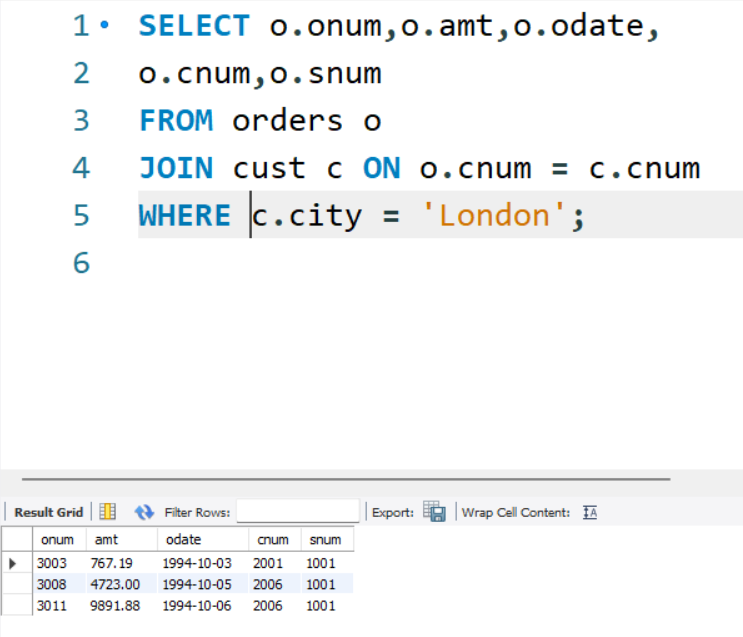 1 SELECT o.onum,o.amt,o.odate,
2 o.cnum,o.snum
3 FROM orders o
4 JOIN cust c ON o.cnum = c.cnum
5 WHERE c.city = 'London';
6
Result Grid Filter Rows: Export: Wrap Cell Content: IA
onum amt odate cnum snum
3003 767.19 1994-10-03 2001 1001
3008 4723.00 1994-10-05 2006 1001
3011 9891.88 1994-10-06 2006 1001